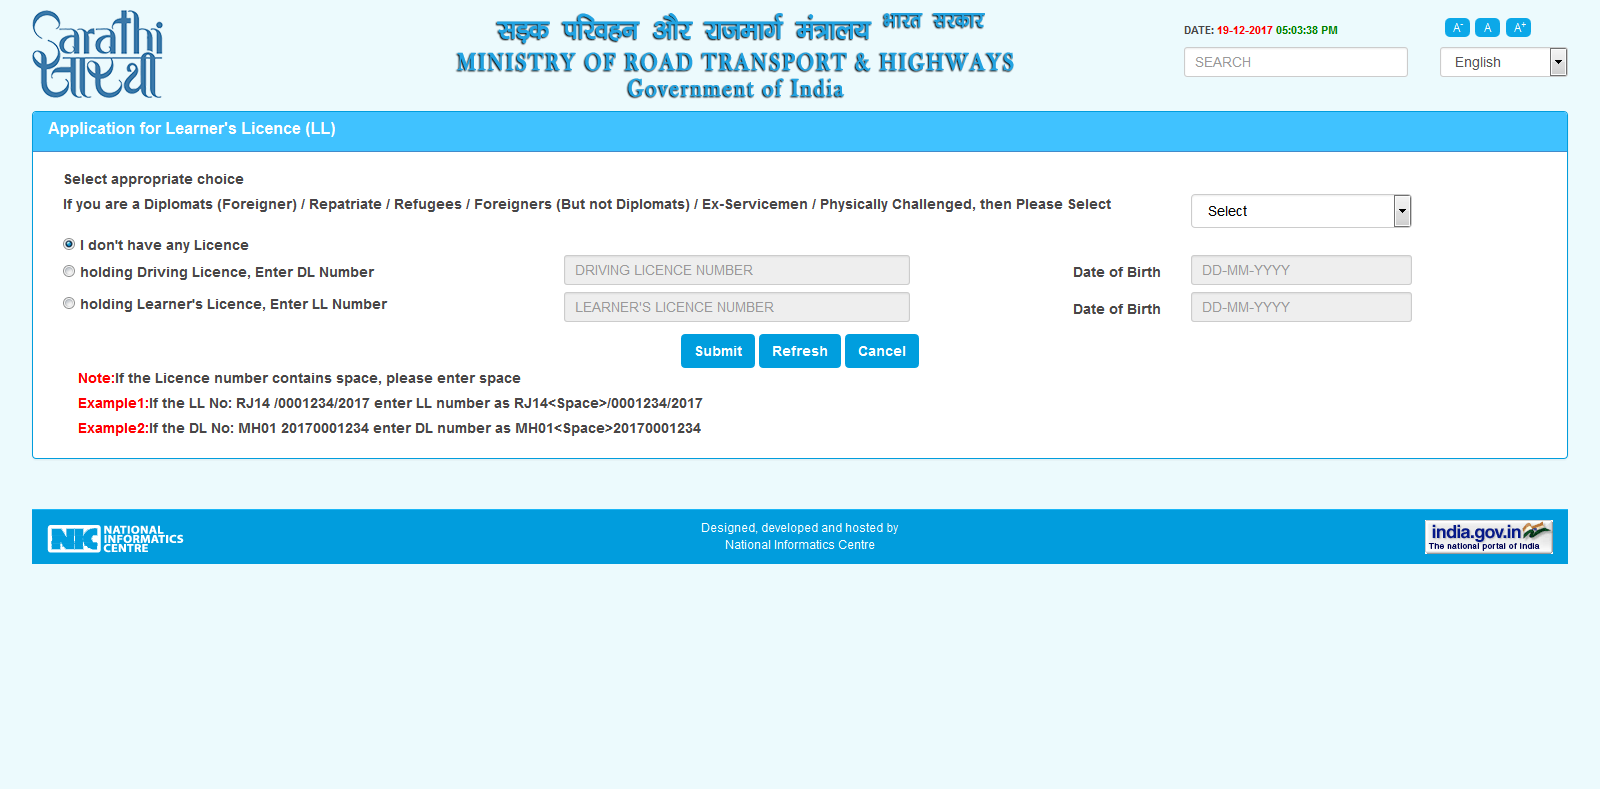 Sarathi
सारथी
सड़क परिवहन और राजमार्ग मंत्रालय भारत सरकार
MINISTRY OF ROAD TRANSPORT & HIGHWAYS
Government of India
DATE: 19-12-2017 05:03:38 PM
A- A A+
SEARCH
English
Application for Learner's Licence (LL)
Select appropriate choice
If you are a Diplomats (Foreigner) / Repatriate / Refugees / Foreigners (But not Diplomats) / Ex-Servicemen / Physically Challenged, then Please Select
Select
I don't have any Licence
holding Driving Licence, Enter DL Number DRIVING LICENCE NUMBER Date of Birth DD-MM-YYYY
holding Learner's Licence, Enter LL Number LEARNER'S LICENCE NUMBER Date of Birth DD-MM-YYYY
Submit Refresh Cancel
Note:If the Licence number contains space, please enter space
Example1:If the LL No: RJ14 /0001234/2017 enter LL number as RJ14<Space>/0001234/2017
Example2:If the DL No: MH01 20170001234 enter DL number as MH01<Space>20170001234
NIC NATIONAL
INFORMATICS
CENTRE
Designed, developed and hosted by
National Informatics Centre
india.gov.in
The national portal of India